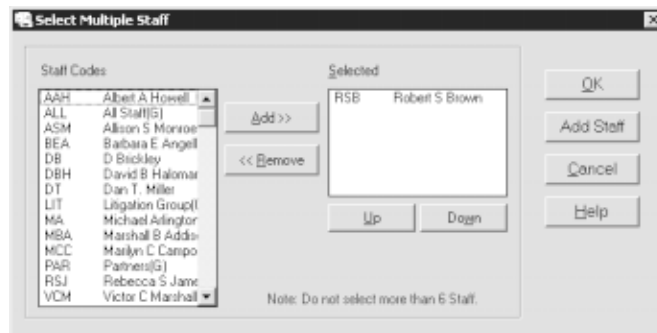 Select Multiple Staff
Staff Codes
AAH Albert A Howell
ALL All Staff(G)
ASM Allison S Monroe
BEA Barbara E Angell
DB D Brickley
DBH David B Halomar
DT Dan T. Miller
LIT Litigation Group(
MA Michael Arlington
MBA Marshall B Addis
MCC Marilyn C Campo
PAR Partners(G)
RSJ Rebecca S Jame
VCM Victor C Marshall
Add >>
<< Remove
Selected
RSB Robert S Brown
Up Down
Note: Do not select more than 6 Staff.
OK
Add Staff
Cancel
Help